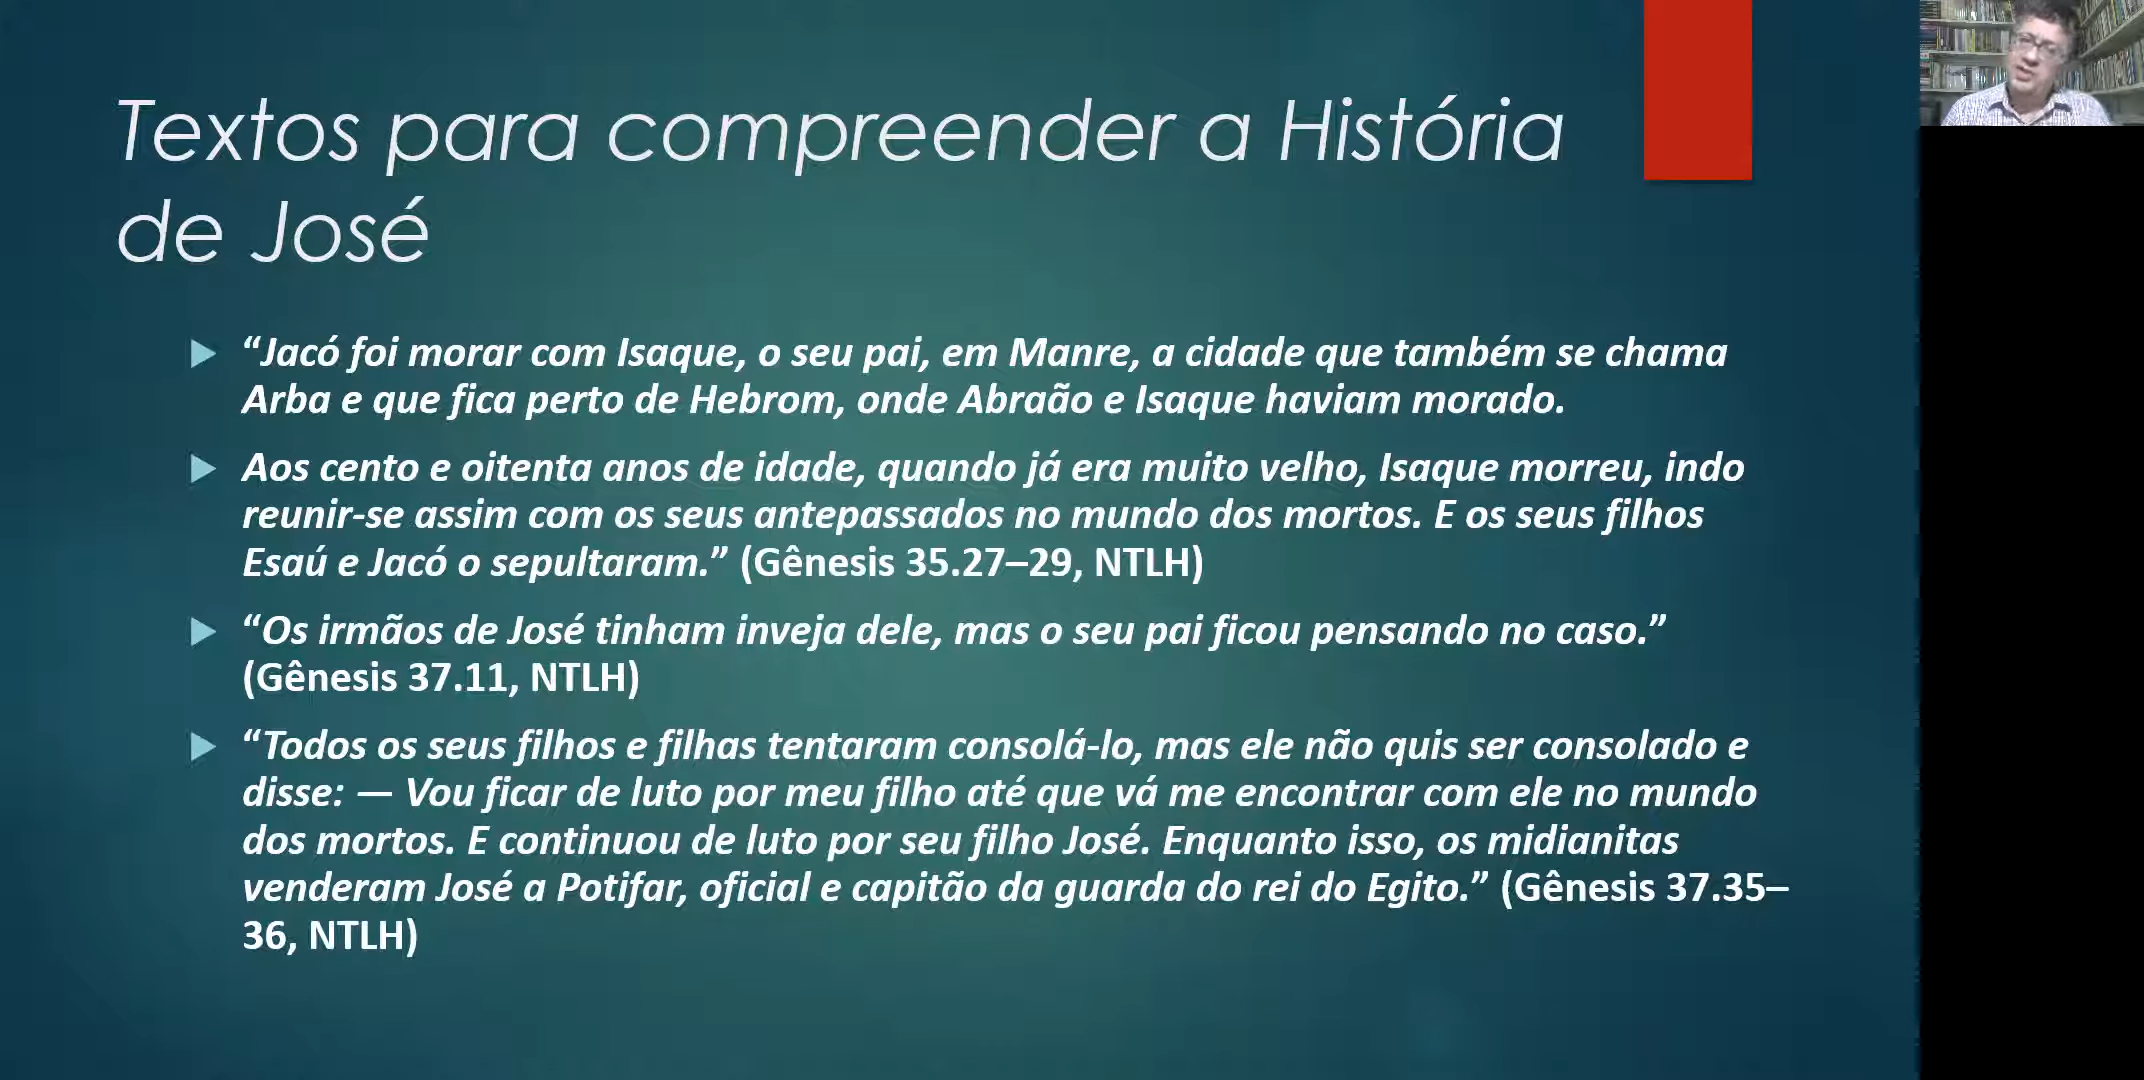 Textos para compreender a História
de José
“Jacó foi morar com Isaque, o seu pai, em Manre, a cidade que também se chama
Arba e que fica perto de Hebrom, onde Abraão e Isaque haviam morado.
Aos cento e oitenta anos de idade, quando já era muito velho, Isaque morreu, indo
reunir-se assim com os seus antepassados no mundo dos mortos. E os seus filhos
Esaú e Jacó o sepultaram.” (Gênesis 35.27–29, NTLH)
“Os irmãos de José tinham inveja dele, mas o seu pai ficou pensando no caso.”
(Gênesis 37.11, NTLH)
“Todos os seus filhos e filhas tentaram consolá-lo, mas ele não quis ser consolado e
disse: — Vou ficar de luto por meu filho até que vá me encontrar com ele no mundo
dos mortos. E continuou de luto por seu filho José. Enquanto isso, os midianitas
venderam José a Potifar, oficial e capitão da guarda do rei do Egito.” (Gênesis 37.35–
36, NTLH)